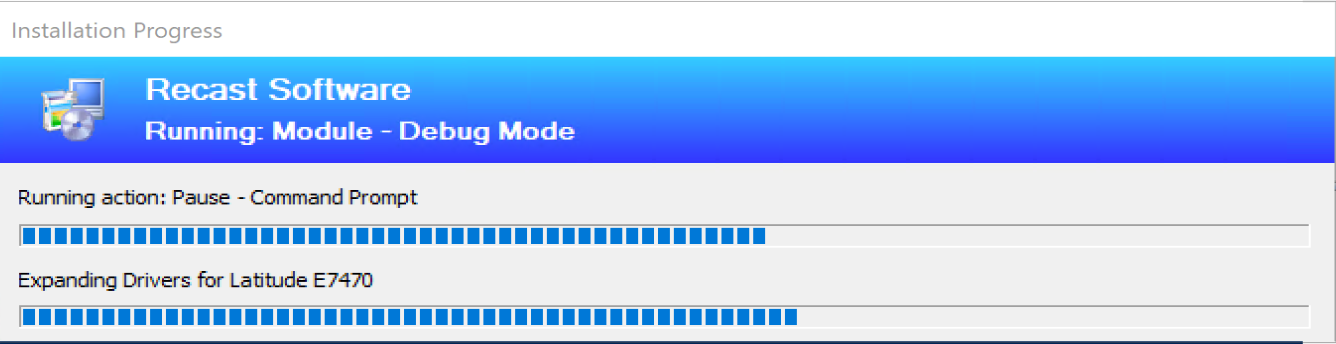 Installation Progress
Recast Software
Running: Module - Debug Mode
Running action: Pause - Command Prompt
Expanding Drivers for Latitude E7470